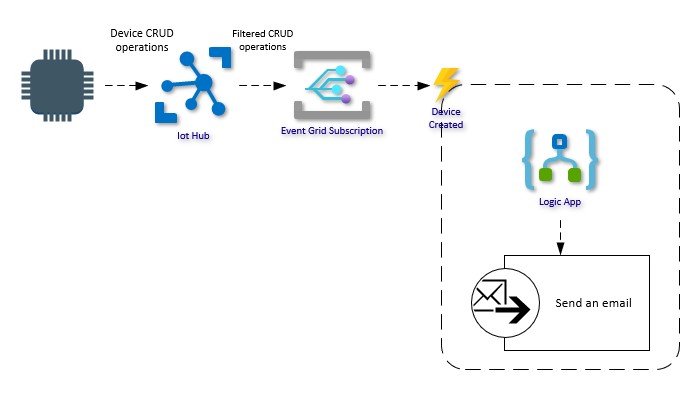 Device CRUD
operations
Filtered CRUD
operations
Iot Hub
Event Grid Subscription
Device
Created
Logic App
Send an email